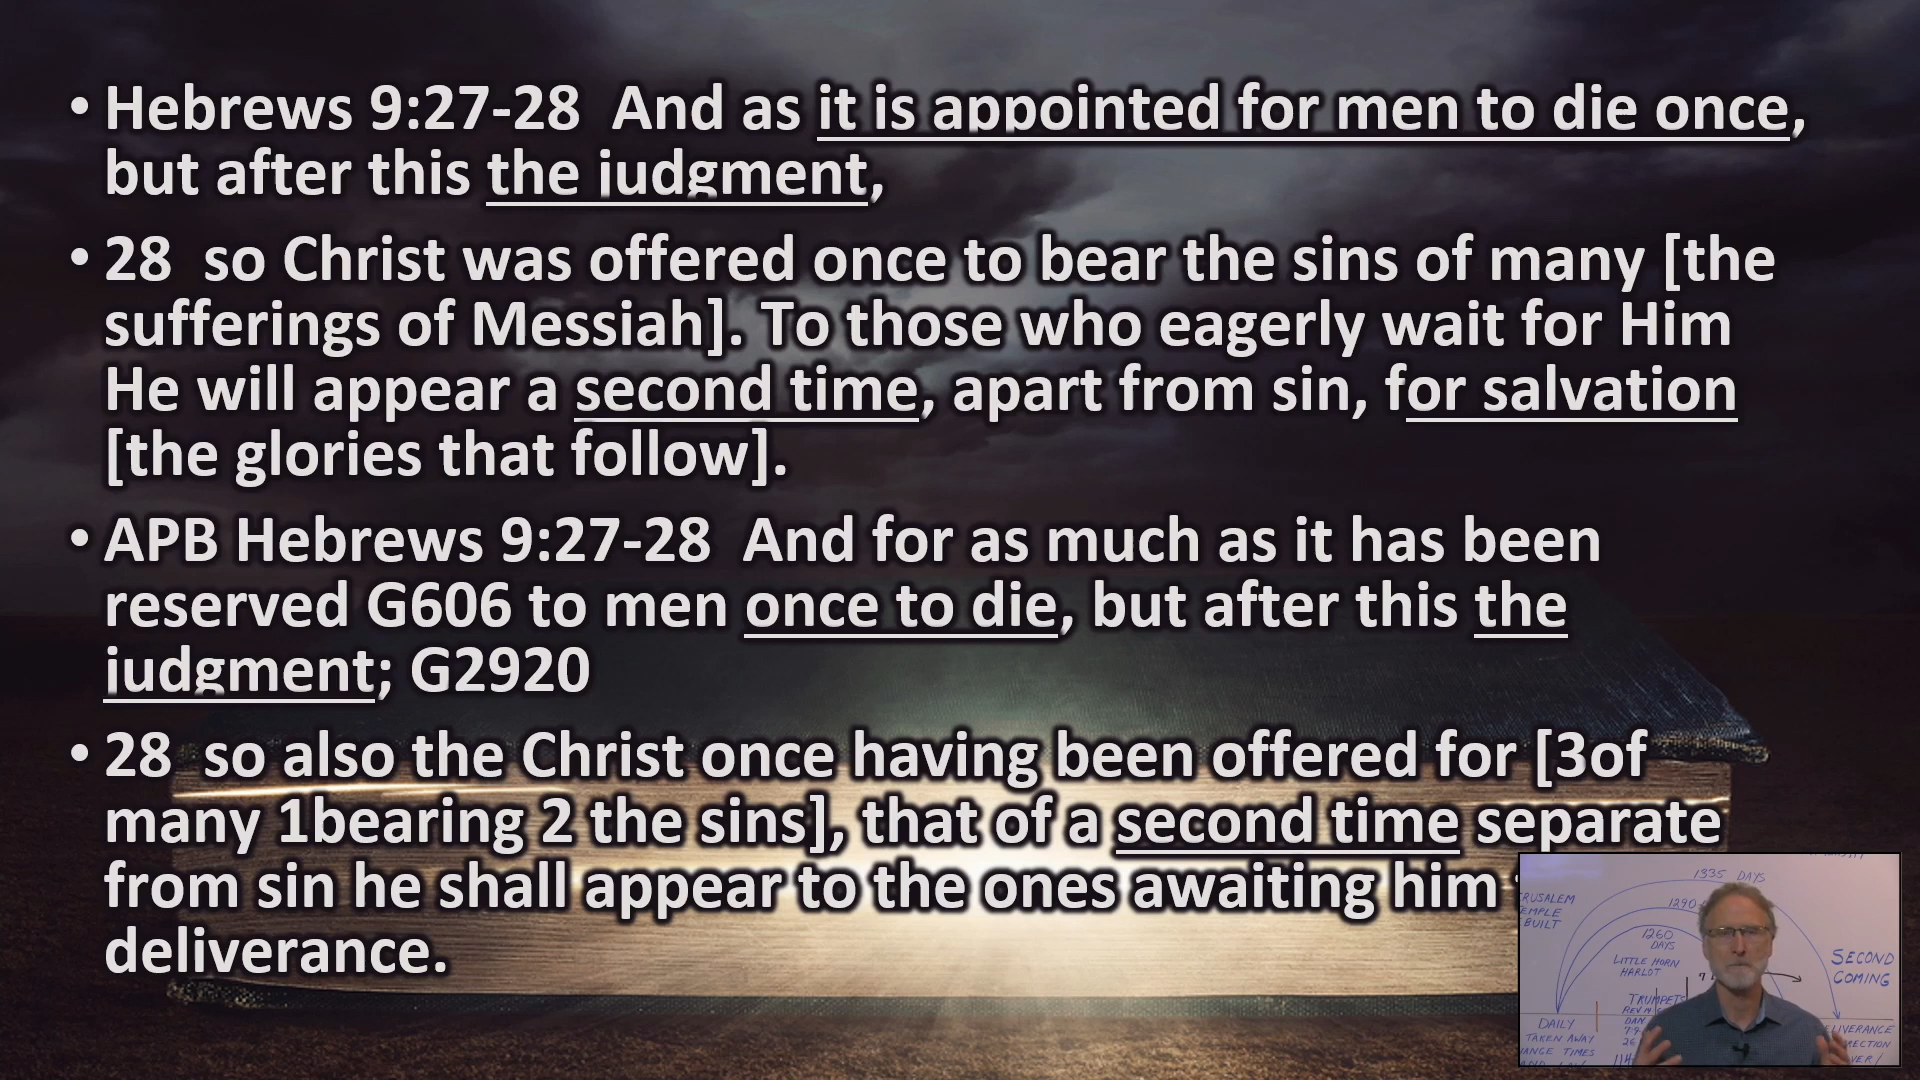 • Hebrews 9:27-28  And as it is appointed for men to die once,
but after this the judgment,
• 28  so Christ was offered once to bear the sins of many [the
sufferings of Messiah]. To those who eagerly wait for Him
He will appear a second time, apart from sin, for salvation
[the glories that follow].
• APB Hebrews 9:27-28  And for as much as it has been
reserved G606 to men once to die, but after this the
judgment; G2920
• 28  so also the Christ once having been offered for [3of
many 1bearing 2 the sins], that of a second time separate
from sin he shall appear to the ones awaiting him
deliverance.
1335 DAYS
1290
1260
DAYS
LITTLE HORN
HARLOT
BUILT
SECOND
COMING
TRUMPETS
DAILY
TAKEN AWAY